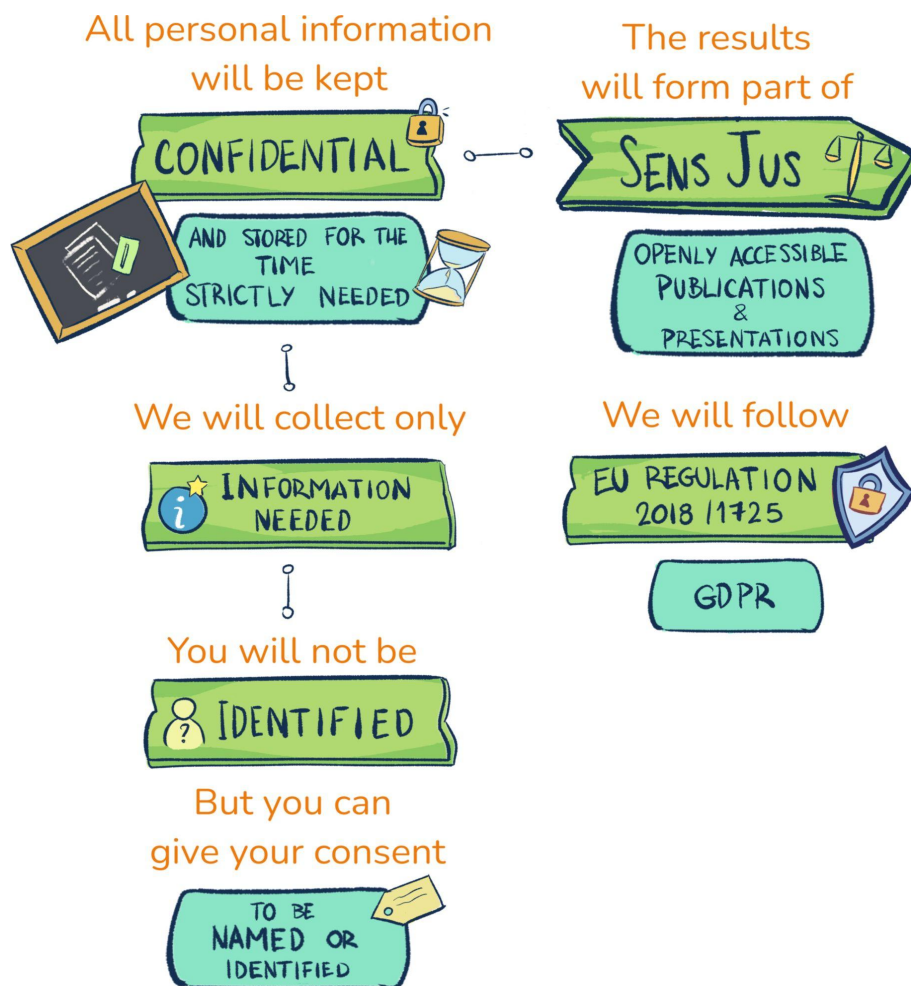 All personal information
will be kept
CONFIDENTIAL
AND STORED FOR THE
TIME
STRICTLY NEEDED
We will collect only
INFORMATION
NEEDED
You will not be
?
IDENTIFIED
But you can
give your consent
TO BE
NAMED OR
IDENTIFIED
The results
will form part of
SENS JUS
OPENLY ACCESSIBLE
PUBLICATIONS
&
PRESENTATIONS
We will follow
EU REGULATION
2018/1725
GDPR